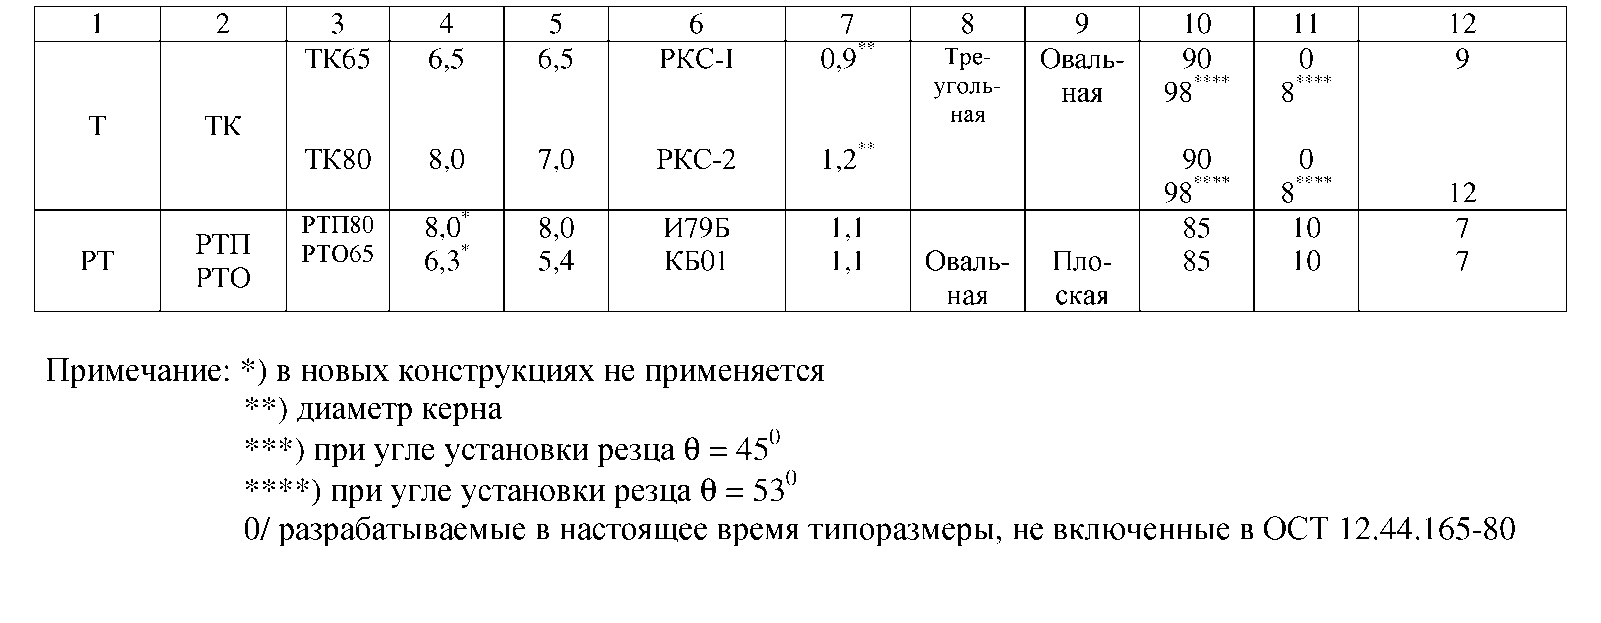 1 2 3 4 5 6 7 8 9 10 11 12
ТК65 6,5 6,5 РКС-I 0,9** Тре- Оваль- 90 0 9
уголь- ная 98**** 8****
ная
Т ТК
ТК80 8,0 7,0 РКС-2 1,2** 90 0
98**** 8**** 12
РТП80 8,0* 8,0 И79Б 1,1 85 10 7
РТ РТП РТО65 6,3* 5,4 КБ01 1,1 Оваль- Пло- 85 10 7
РТО ная ская
Примечание: *) в новых конструкциях не применяется
**) диаметр керна
***) при угле установки резца θ = 45⁰
****) при угле установки резца θ = 53⁰
0/ разрабатываемые в настоящее время типоразмеры, не включенные в ОСТ 12.44.165-80